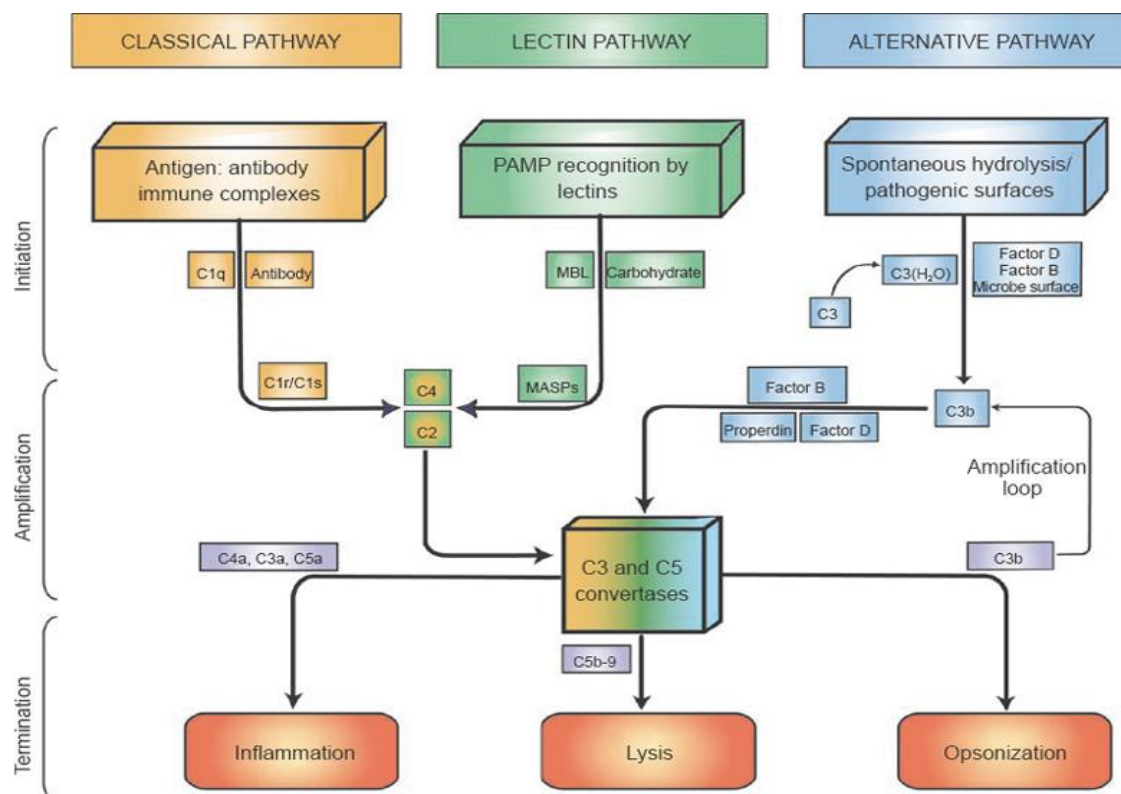 CLASSICAL PATHWAY
LECTIN PATHWAY
ALTERNATIVE PATHWAY
Initiation
Antigen: antibody
immune complexes
PAMP recognition by
lectins
Spontaneous hydrolysis/
pathogenic surfaces
C1q
Antibody
MBL
Carbohydrate
C3(H₂O)
Factor D
Factor B
Microbe surface
C3
Amplification
C1r/C1s
C4
C2
MASPs
Factor B
Properdin
Factor D
C3b
Amplification
loop
C4a, C3a, C5a
C3 and C5
convertases
C3b
Termination
C5b-9
Inflammation
Lysis
Opsonization